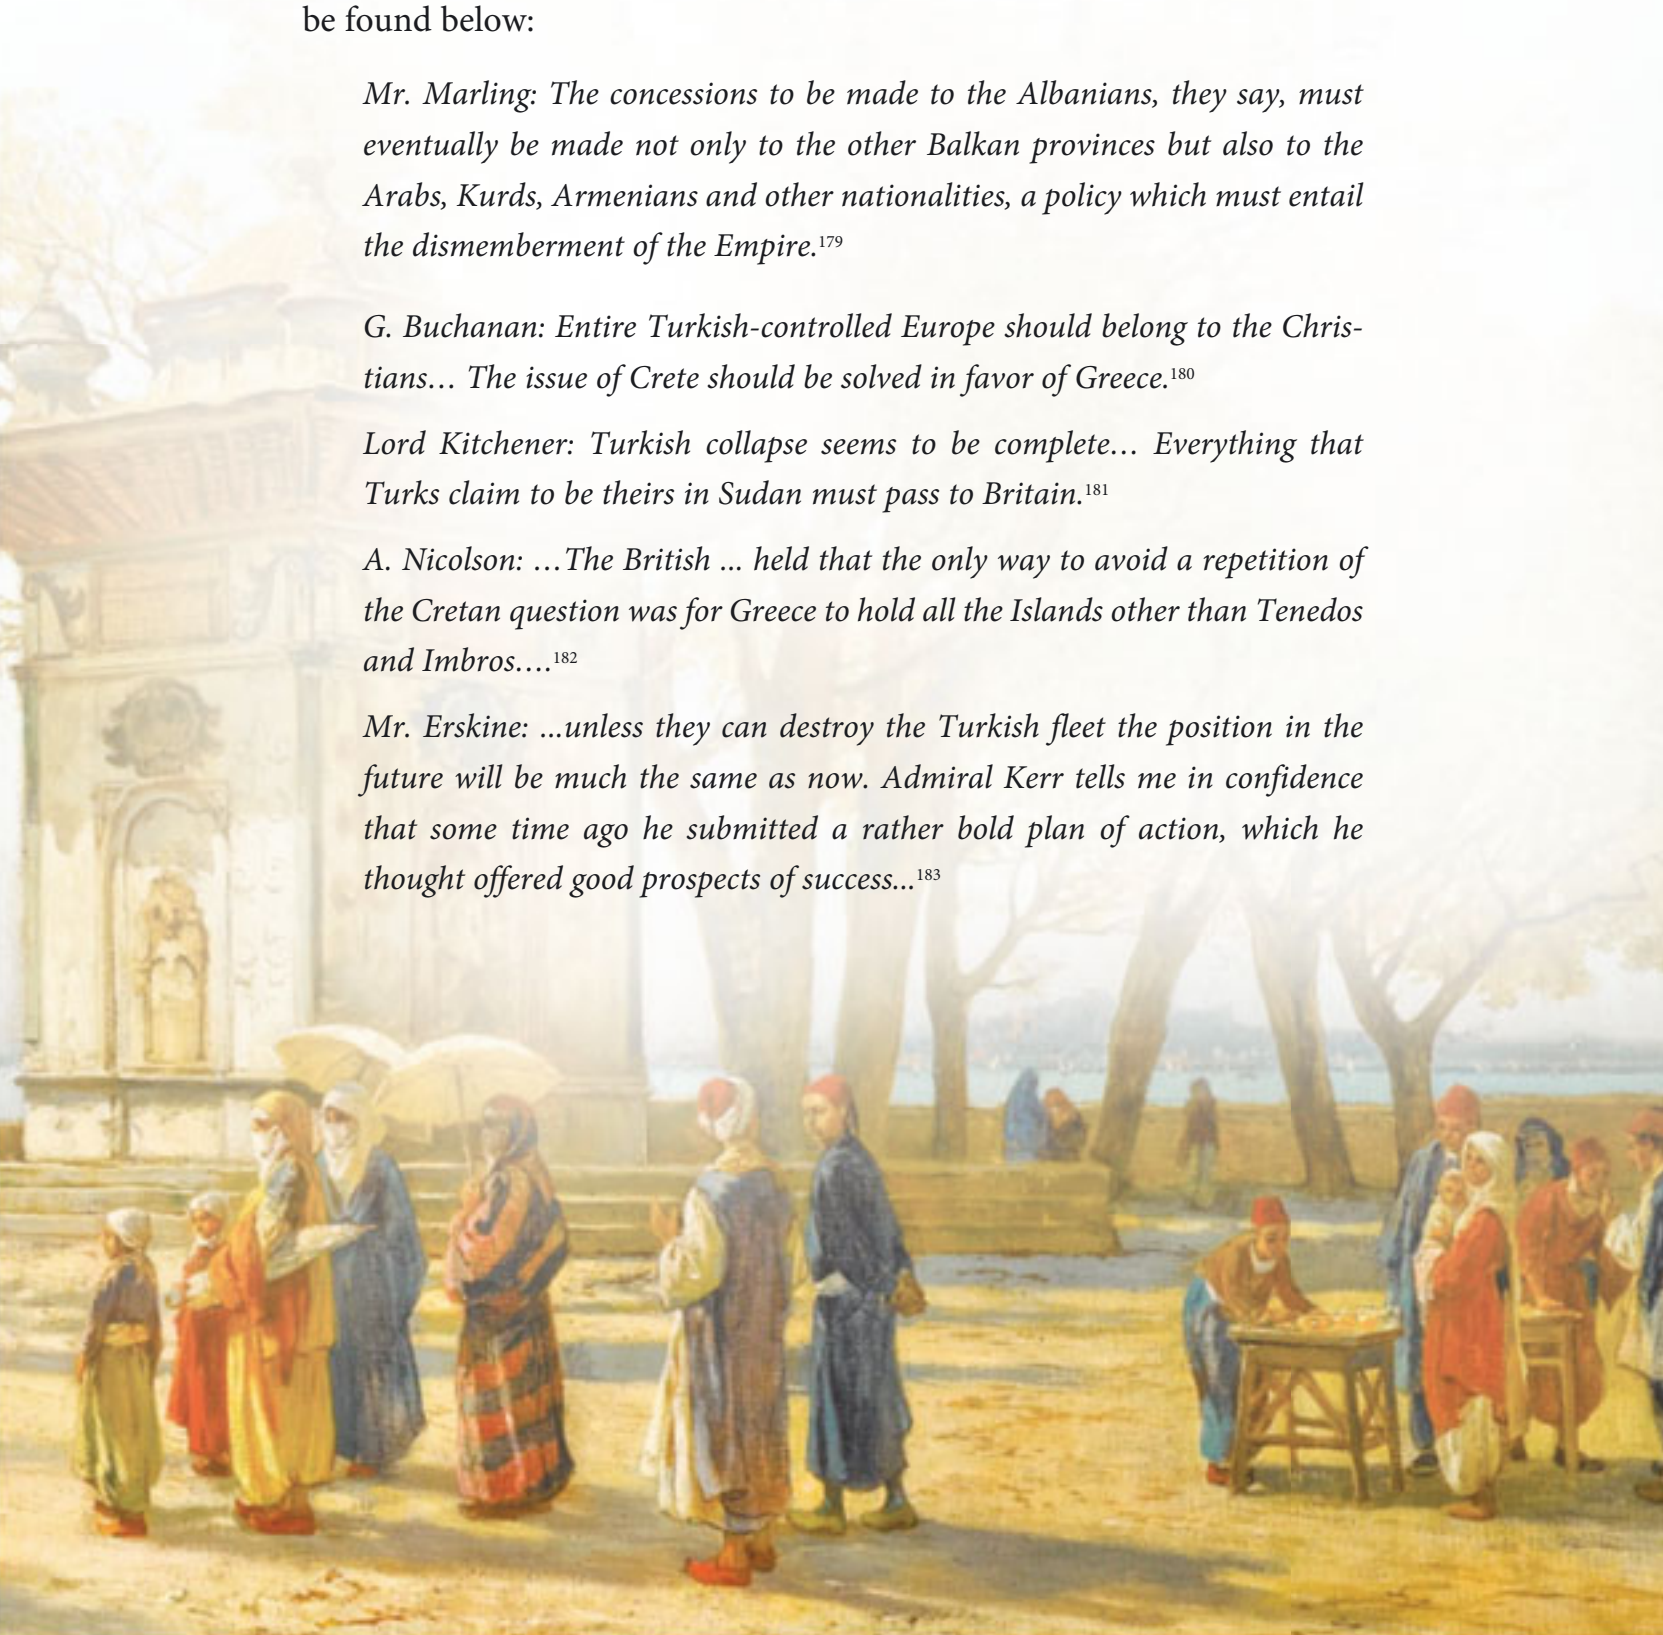 be found below:
Mr. Marling: The concessions to be made to the Albanians, they say, must
eventually be made not only to the other Balkan provinces but also to the
Arabs, Kurds, Armenians and other nationalities, a policy which must entail
the dismemberment of the Empire.179
G. Buchanan: Entire Turkish-controlled Europe should belong to the Chris-
tians… The issue of Crete should be solved in favor of Greece.180
Lord Kitchener: Turkish collapse seems to be complete… Everything that
Turks claim to be theirs in Sudan must pass to Britain.181
A. Nicolson: …The British ... held that the only way to avoid a repetition of
the Cretan question was for Greece to hold all the Islands other than Tenedos
and Imbros….182
Mr. Erskine: ...unless they can destroy the Turkish fleet the position in the
future will be much the same as now. Admiral Kerr tells me in confidence
that some time ago he submitted a rather bold plan of action, which he
thought offered good prospects of success...183